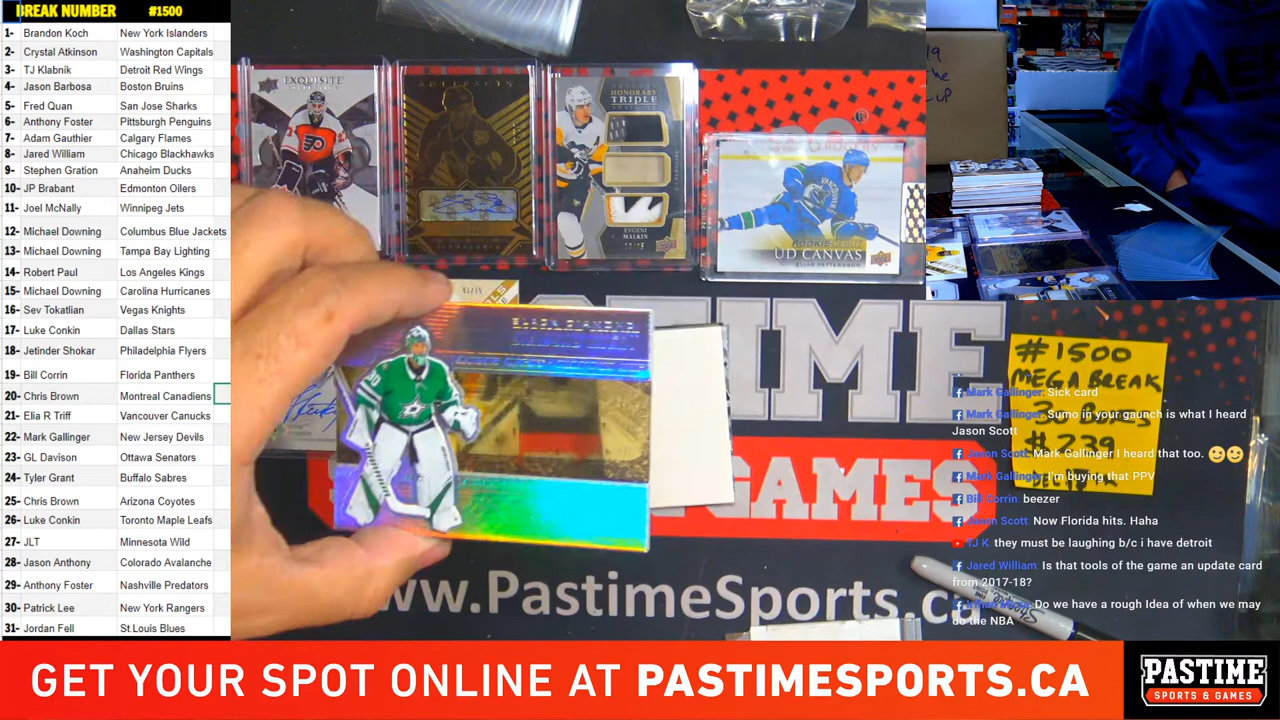 BREAK NUMBER #1500
1- Brandon Koch New York Islanders
2- Crystal Atkinson Washington Capitals
3- TJ Klabnik Detroit Red Wings
4- Jason Barbosa Boston Bruins
5- Fred Quan San Jose Sharks
6- Anthony Foster Pittsburgh Penguins
7- Adam Gauthier Calgary Flames
8- Jared William Chicago Blackhawks
9- Stephen Gration Anaheim Ducks
10- JP Brabant Edmonton Oilers
11- Joel McNally Winnipeg Jets
12- Michael Downing Columbus Blue Jackets
13- Michael Downing Tampa Bay Lighting
14- Robert Paul Los Angeles Kings
15- Michael Downing Carolina Hurricanes
16- Sev Tokatlian Vegas Knights
17- Luke Conkin Dallas Stars
18- Jetinder Shokar Philadelphia Flyers
19- Bill Corrin Florida Panthers
20- Chris Brown Montreal Canadiens
21- Elia R Triff Vancouver Canucks
22- Mark Gallinger New Jersey Devils
23- GL Davison Ottawa Senators
24- Tyler Grant Buffalo Sabres
25- Chris Brown Arizona Coyotes
26- Luke Conkin Toronto Maple Leafs
27- JLT Minnesota Wild
28- Jason Anthony Colorado Avalanche
29- Anthony Foster Nashville Predators
30- Patrick Lee New York Rangers
31- Jordan Fell St Louis Blues
EXQUISITE
ARTIFACTS
HONORARY
TRIPLE
EVGENI
MALKIN
ROOKIE DEBUT
UD CANVAS
ELIAS PETTERSSON
TIME
GAMES
www.PastimeSports.c
#1500
MEGA BREAK
30 BOXES
#239
Mark Gallinger: Sick card
Mark Gallinger: Sumo in your gaunch is what I heard
Jason Scott
Jason Scott: Mark Gallinger I heard that too.
Mark Gallinger: I'm buying that PPV
Bill Corrin: beezer
Jason Scott: Now Florida hits. Haha
TJ K: they must be laughing b/c i have detroit
Jared William: Is that tools of the game an update card
from 2017-18?
Do we have a rough Idea of when we may
do the NBA
GET YOUR SPOT ONLINE AT PASTIMESPORTS.CA
PASTIME
SPORTS & GAMES